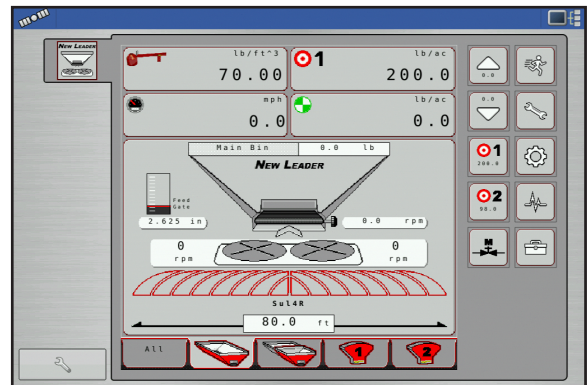 NEW LEADER
lb/ft^3
70.00
1
lb/ac
200.0
0.0
mph
0.0
lb/ac
0.0
0.0
Main Bin 0.0 lb
NEW LEADER
1
200.0
Feed
Gate
2
90.0
2.625 in
0.0 rpm
M
0
rpm
0
rpm
Sul4R
80.0 ft
All
1
2